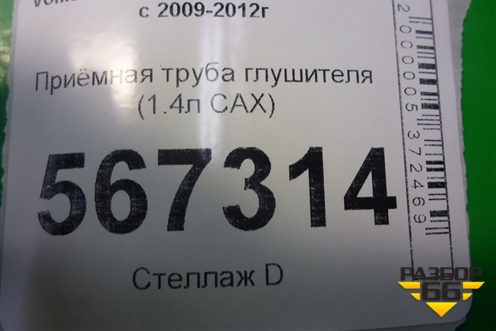 с 2009-2012г
Приёмная труба глушителя
(1.4л CAX)
567314
Стеллаж D
2000005372469
РАЗБОР
66